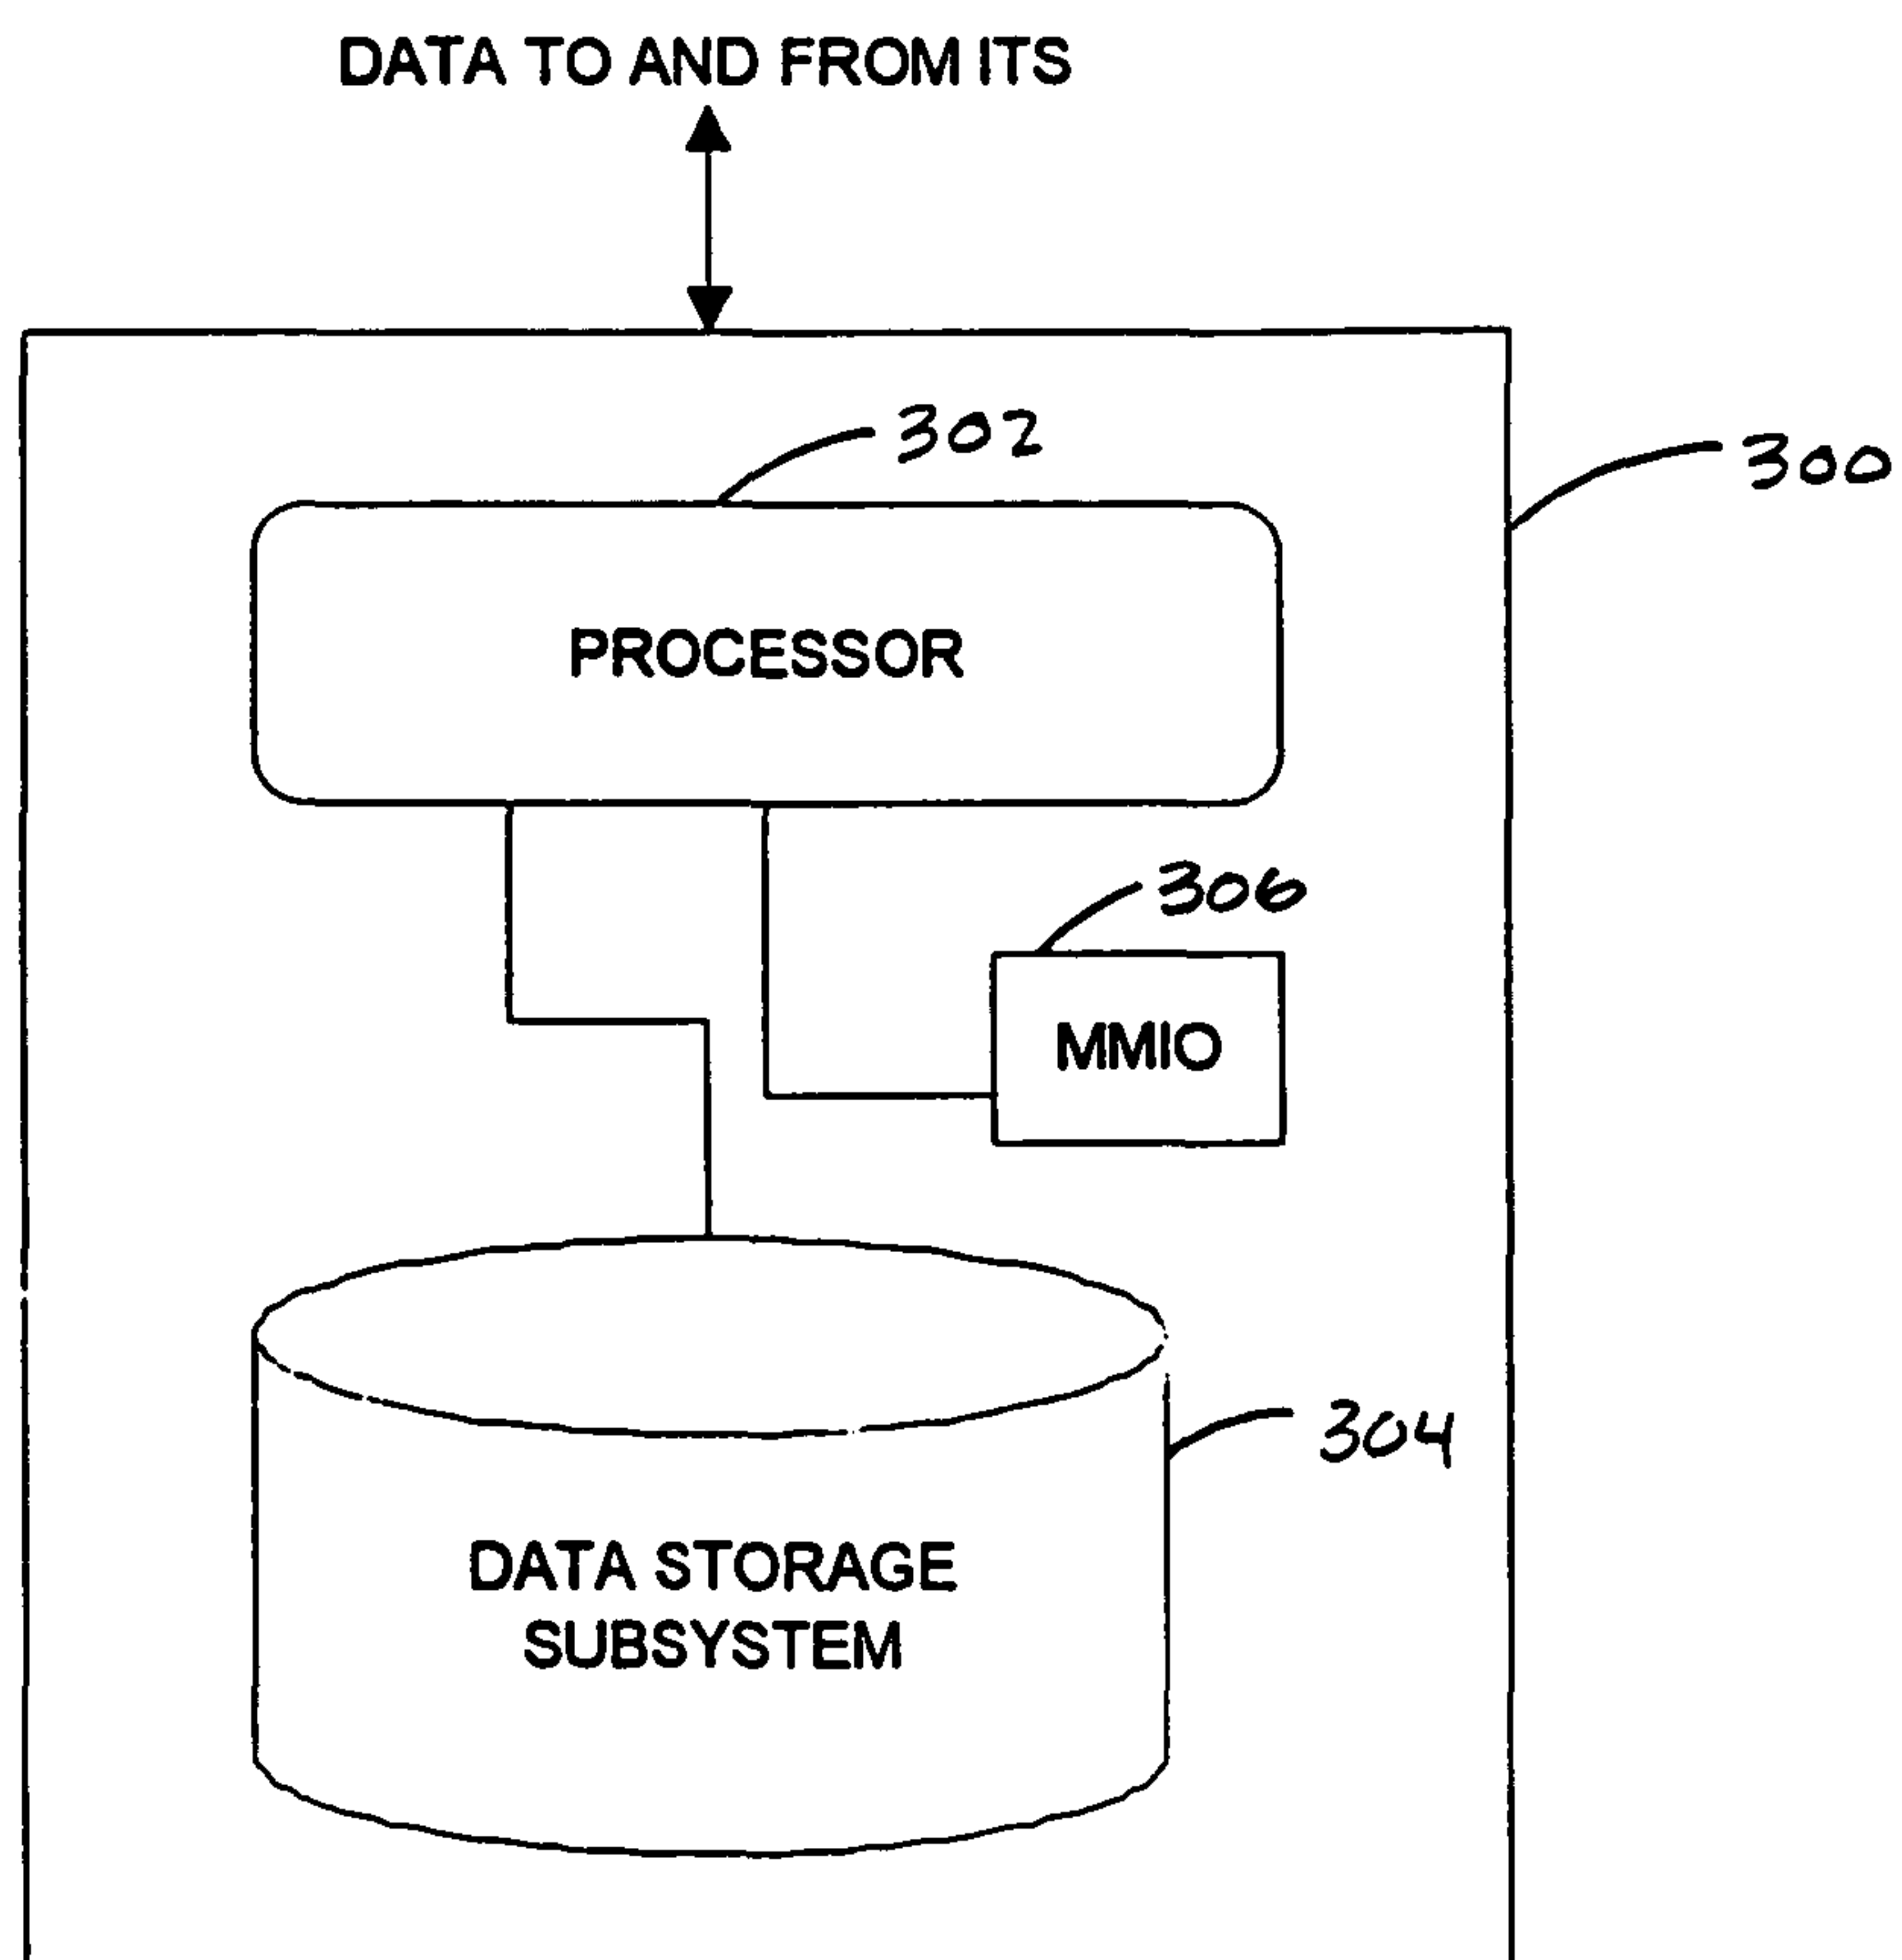 DATA TO AND FROM ITS
302
300
PROCESSOR
306
MMIO
304
DATA STORAGE
SUBSYSTEM